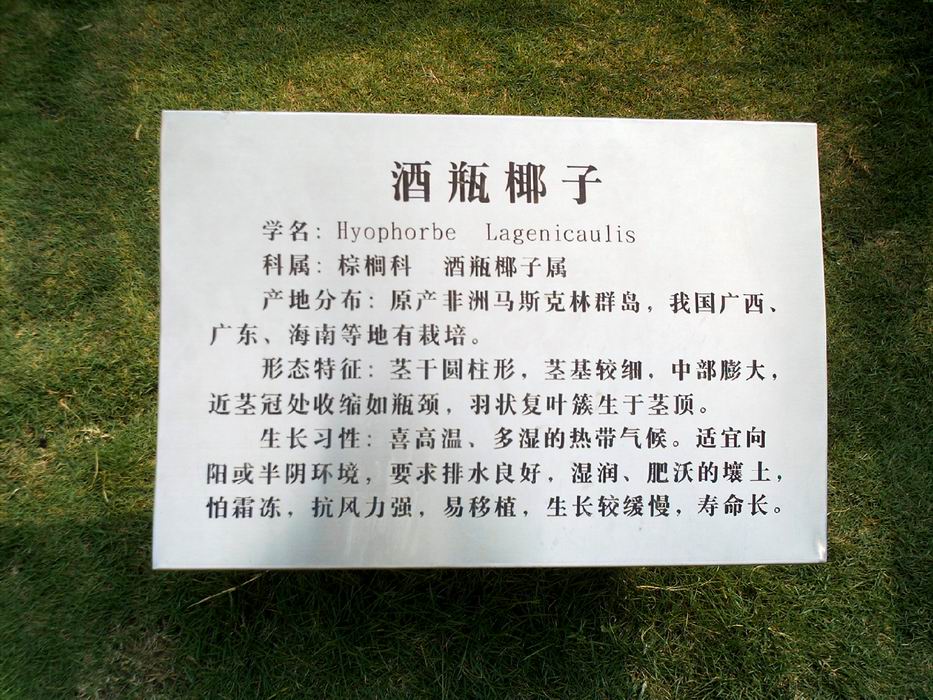 酒瓶椰子
学名：Hyophorbe Lagenicaulis
科属：棕榈科 酒瓶椰子属
产地分布：原产非洲马斯克林群岛，我国广西、
广东、海南等地有栽培。
形态特征：茎干圆柱形，茎基较细，中部膨大，
近茎冠处收缩如瓶颈，羽状复叶簇生于茎顶。
生长习性：喜高温、多湿的热带气候。适宜向
阳或半阴环境，要求排水良好，湿润、肥沃的壤土，
怕霜冻，抗风力强，易移植，生长较缓慢，寿命长。